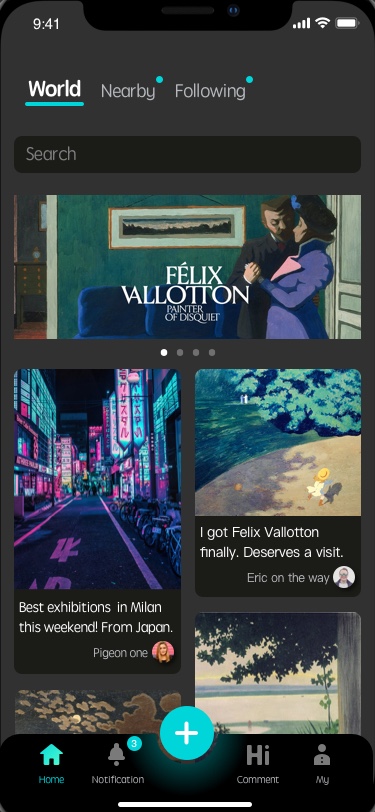 9:41
World Nearby Following
Search
FÉLIX
VALLOTTON
PAINTER
OF DISQUIET
I got Felix Vallotton
finally. Deserves a visit.
Eric on the way
Best exhibitions in Milan
this weekend! From Japan.
Pigeon one
3
Home Notification Comment My
Hi